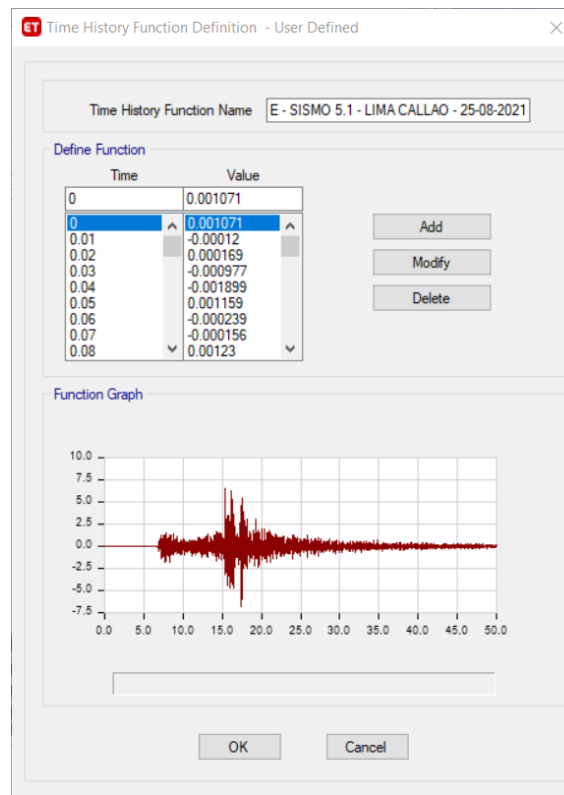 ET Time History Function Definition - User Defined
Time History Function Name E - SISMO 5.1 - LIMA CALLAO - 25-08-2021
Define Function
Time Value
0 0.001071
0 0.001071
0.01 -0.00012
0.02 0.000169
0.03 -0.000977
0.04 -0.001899
0.05 0.001159
0.06 -0.000239
0.07 -0.000156
0.08 0.00123
Add
Modify
Delete
Function Graph
10.0
7.5
5.0
2.5
0.0
-2.5
-5.0
-7.5
0.0 5.0 10.0 15.0 20.0 25.0 30.0 35.0 40.0 45.0 50.0
OK Cancel